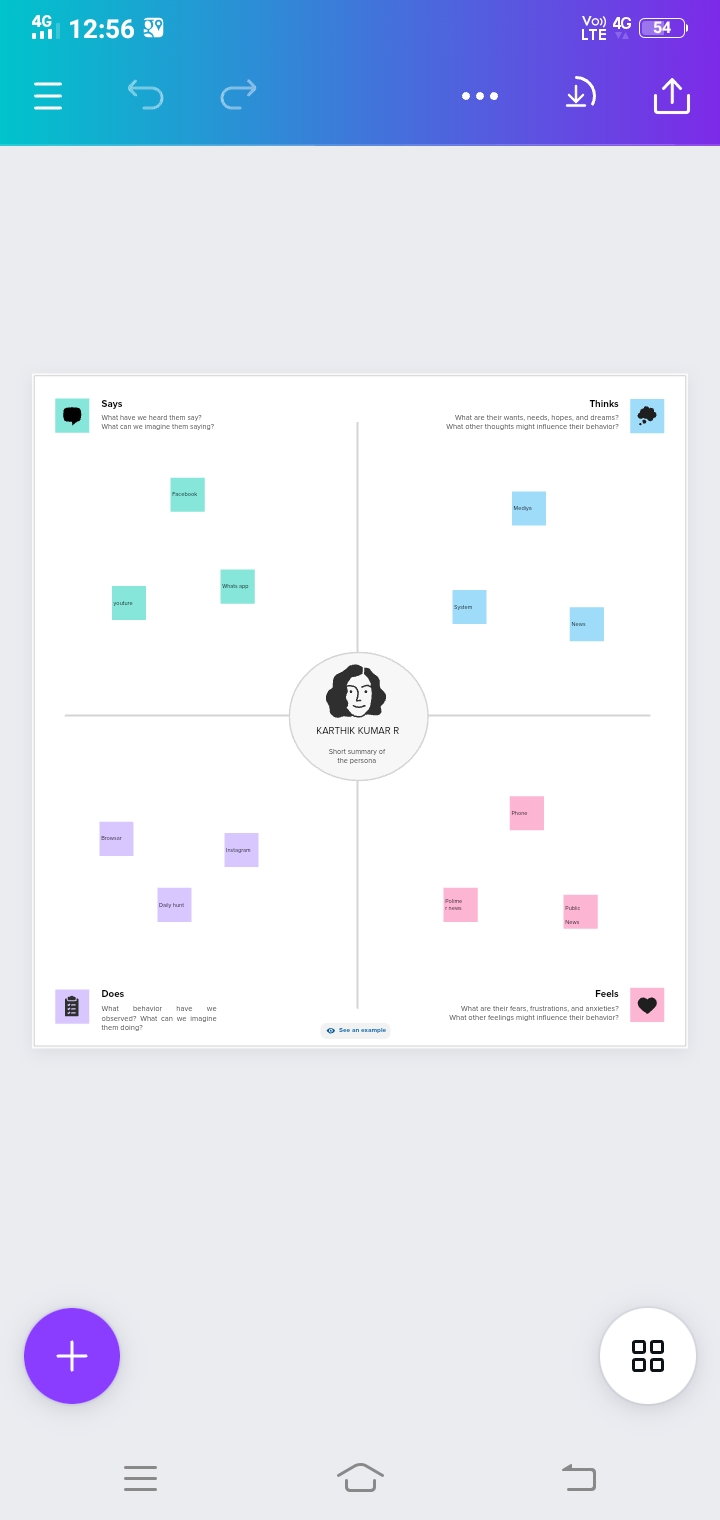 4G 12:56 Vo)) LTE 4G 54
Says
What have we heard them say?
What can we imagine them saying?
Thinks
What are their wants, needs, hopes, and dreams?
What other thoughts might influence their behavior?
Facebook
Whats app
youture
Mediya
System
News
KARTHIK KUMAR R
Short summary of
the persona
Browsar
Instagram
Daily hunt
Phone
Polime
r news
Public
News
Does
What behavior have we
observed? What can we imagine
them doing?
Feels
What are their fears, frustrations, and anxieties?
What other feelings might influence their behavior?
See an example